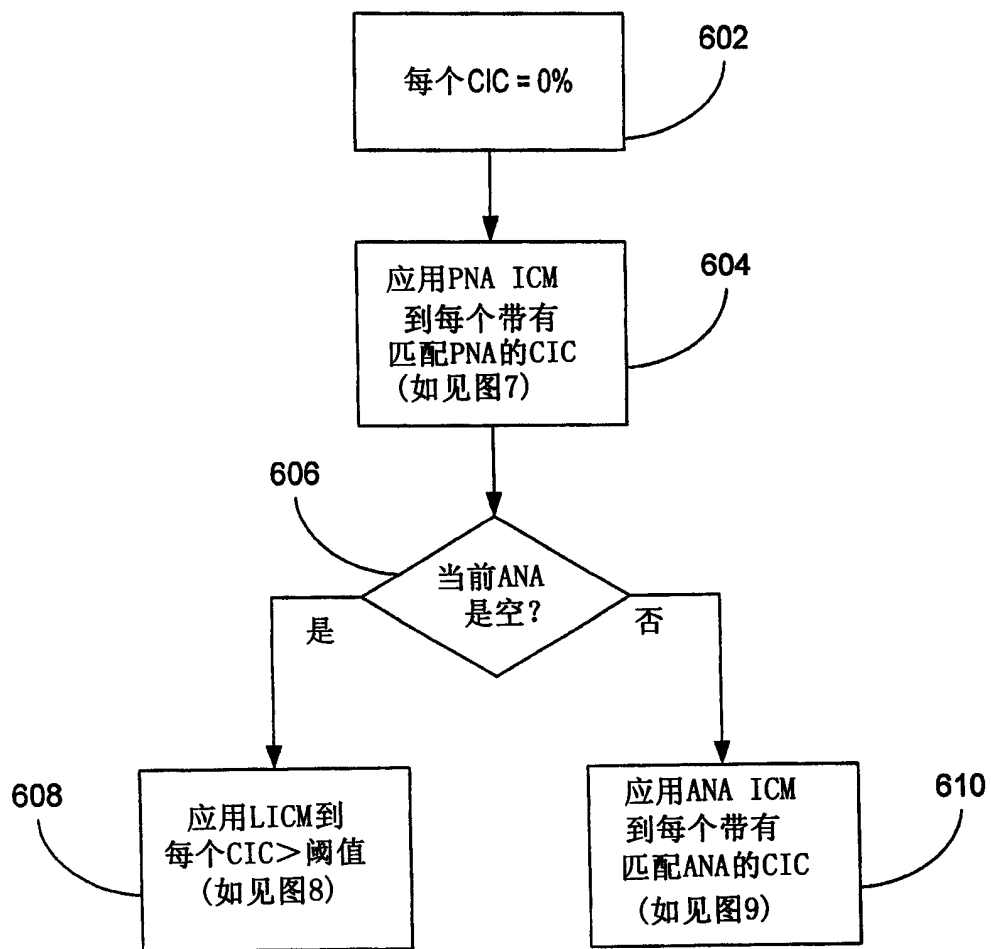 602
每个CIC = 0%
604
应用PNA ICM
到每个带有
匹配PNA的CIC
(如见图7)
606
当前ANA
是空?
是
否
608
应用LICM到
每个CIC>阈值
(如见图8)
610
应用ANA ICM
到每个带有
匹配ANA的CIC
(如见图9)